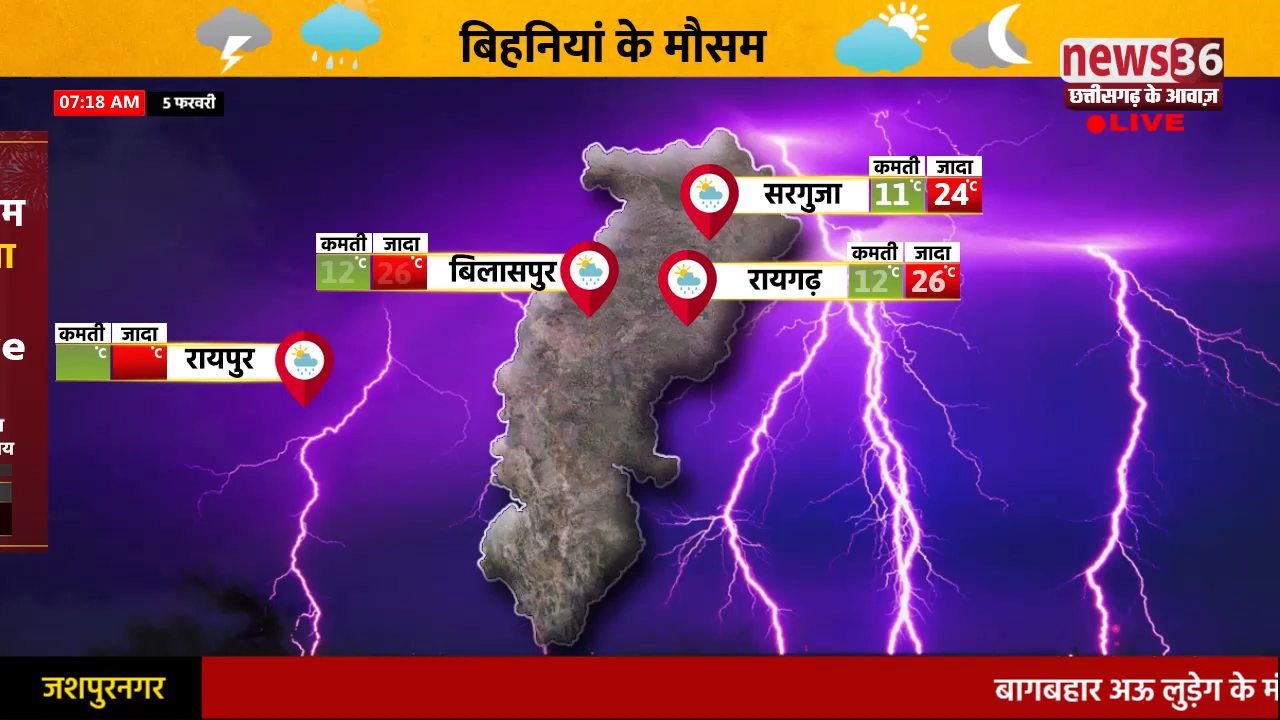 बिहनियां के मौसम
news36
छत्तीसगढ़ के आवाज़
LIVE
07:18 AM
5 फरवरी
कमती जादा
सरगुजा 11°C 24°C
कमती जादा
12°C 26°C बिलासपुर
कमती जादा
रायगढ़ 12°C 26°C
कमती जादा
°C °C रायपुर
जशपुरनगर
बागबहार अऊ लुड़ेग के